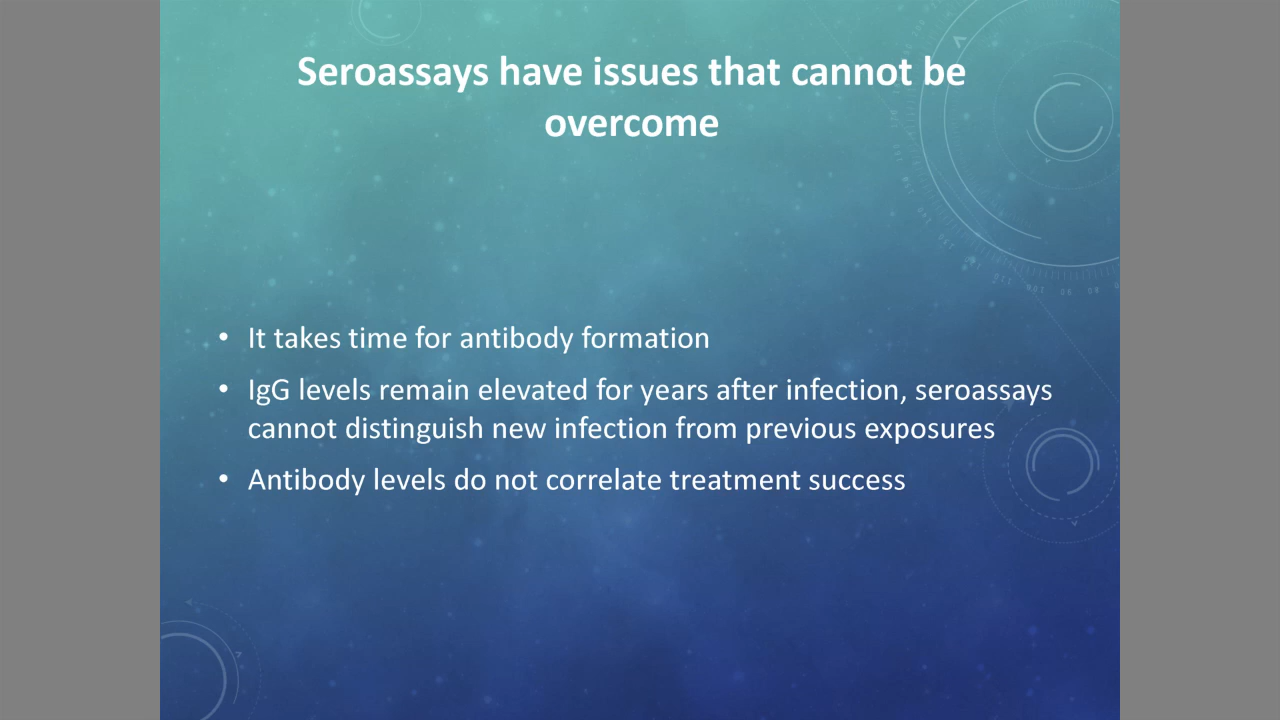 Seroassays have issues that cannot be
overcome
• It takes time for antibody formation
• IgG levels remain elevated for years after infection, seroassays
cannot distinguish new infection from previous exposures
• Antibody levels do not correlate treatment success